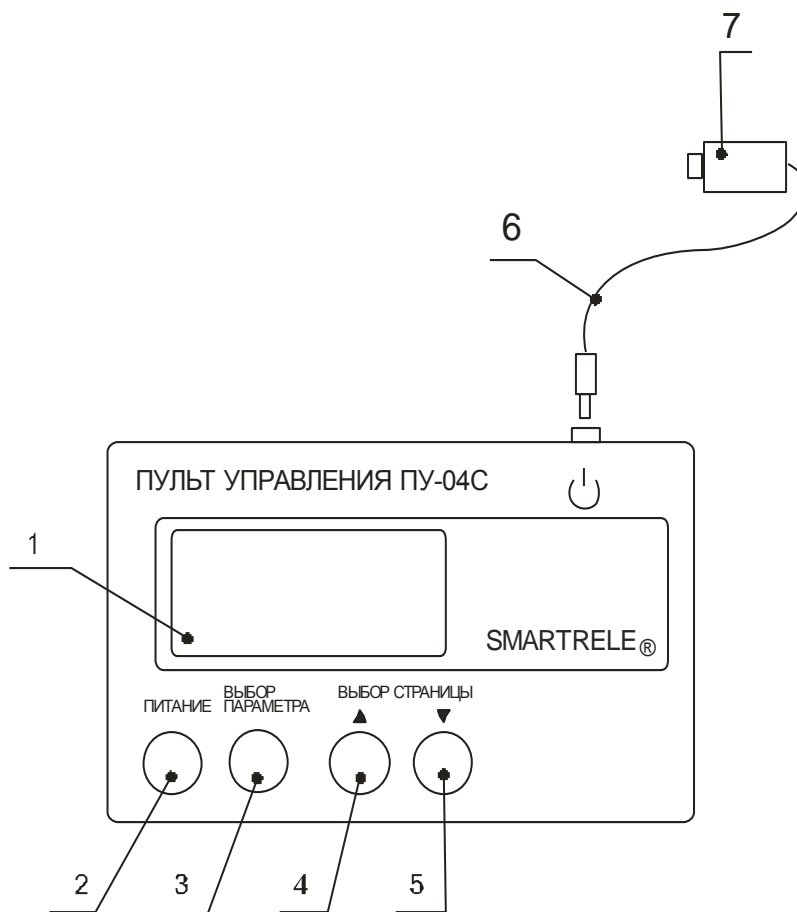 7
6
ПУЛЬТ УПРАВЛЕНИЯ ПУ-04С
1
SMARTRELE ®
ПИТАНИЕ
ВЫБОР
ПАРАМЕТРА
ВЫБОР СТРАНИЦЫ
▲ ▼
2 3 4 5